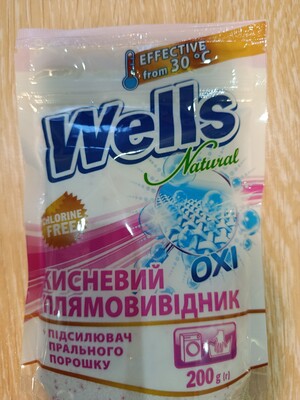 EFFECTIVE
from 30 °C
Wells
Natural
CHLORINE
FREE
OXI
КИСНЕВИЙ
ПЛЯМОВИВІДНИК
ПІДСИЛЮВАЧ
ПРАЛЬНОГО
ПОРОШКУ
200 g (г)